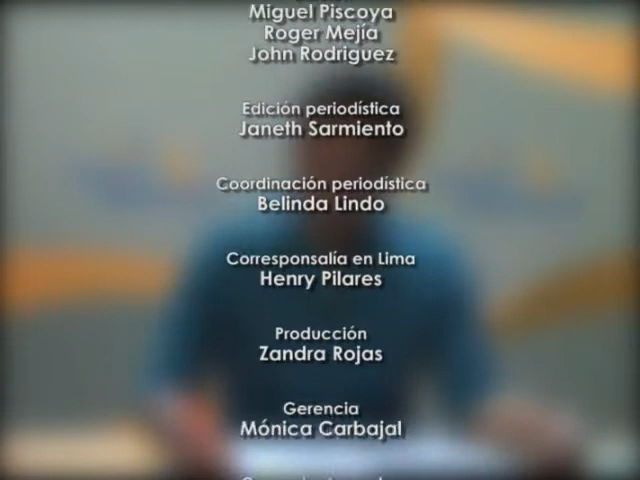 Miguel Piscoya
Roger Mejía
John Rodriguez
Edición periodística
Janeth Sarmiento
Coordinación periodística
Belinda Lindo
Corresponsalía en Lima
Henry Pilares
Producción
Zandra Rojas
Gerencia
Mónica Carbajal